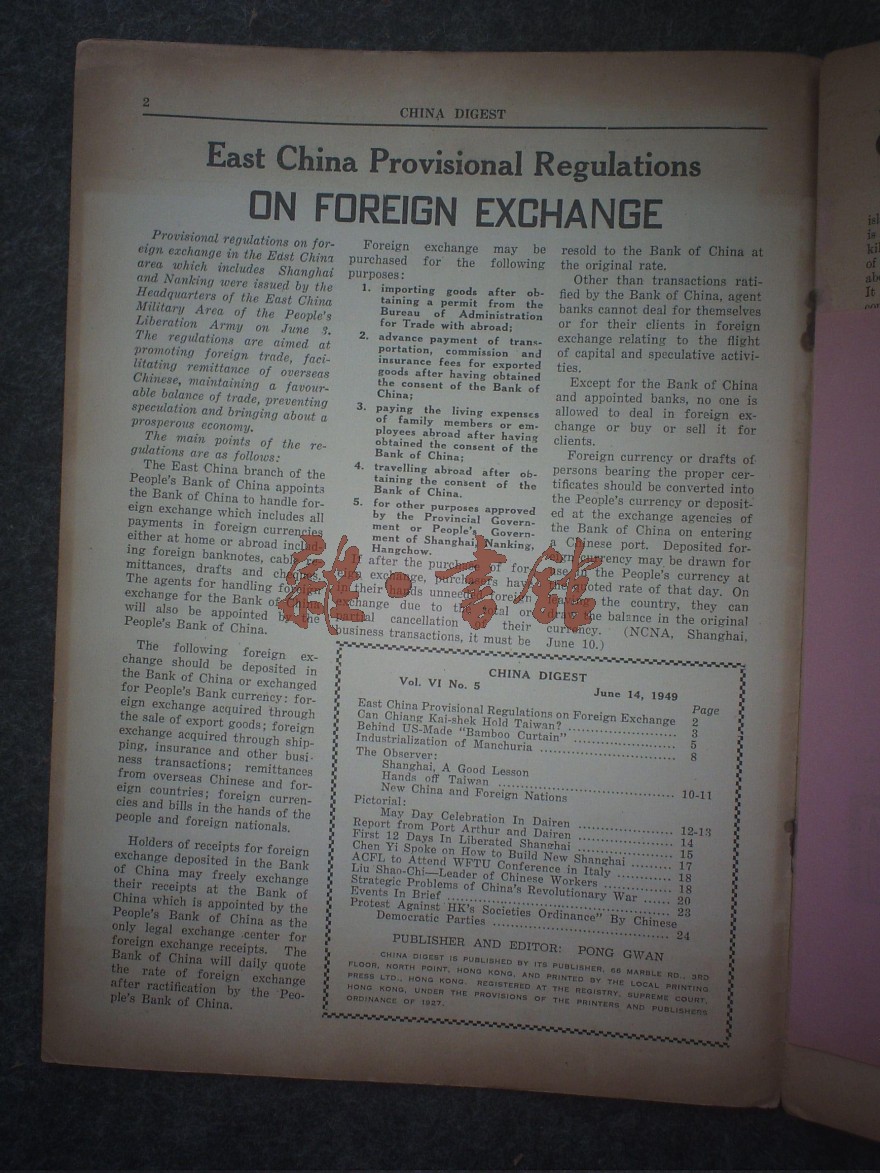 2
CHINA DIGEST
East China Provisional Regulations
ON FOREIGN EXCHANGE
Provisional regulations on for-
eign exchange in the East China
area which includes Shanghai
and Nanking were issued by the
Headquarters of the East China
Military Area of the People's
Liberation Army on June 3.
The regulations are aimed at
promoting foreign trade, faci-
litating remittance of overseas
Chinese, maintaining a favour-
able balance of trade, preventing
speculation and bringing about a
prosperous economy.
The main points of the re-
gulations are as follows:
The East China branch of the
People's Bank of China appoints
the Bank of China to handle for-
eign exchange which includes all
payments in foreign currencies
either at home or abroad includ-
ing foreign banknotes, cable
mittances, drafts and cheques.
The agents for handling foreign
exchange for the Bank of China
will also be appointed by the
People's Bank of China.
The following foreign ex-
change should be deposited in
the Bank of China or exchanged
for People's Bank currency: for-
eign exchange acquired through
the sale of export goods; foreign
exchange acquired through ship-
ping, insurance and other busi-
ness transactions; remittances
from overseas Chinese and for-
eign countries; foreign curren-
cies and bills in the hands of the
people and foreign nationals.
Holders of receipts for foreign
exchange deposited in the Bank
of China may freely exchange
their receipts at the Bank of
China which is appointed by the
People's Bank of China as the
only legal exchange center for
foreign exchange receipts. The
Bank of China will daily quote
the rate of foreign exchange
after ractification by the Peo-
ple's Bank of China.
Foreign exchange may be
purchased for the following
purposes:
1. importing goods after ob-
taining a permit from the
Bureau of Administration
for Trade with abroad;
2. advance payment of trans-
portation, commission and
insurance fees for exported
goods after having obtained
the consent of the Bank of
China;
3. paying the living expenses
of family members or em-
ployees abroad after having
obtained the consent of the
Bank of China;
4. travelling abroad after ob-
taining the consent of the
Bank of China.
5. for other purposes approved
by the Provincial Govern-
ment or People's Govern-
ment of Shanghai, Nanking,
Hangchow.
If after the purchase of for-
eign exchange, purchasers have
in their hands unneeded foreign
exchange due to the total or
partial cancellation of their
business transactions, it must be
resold to the Bank of China at
the original rate.
Other than transactions rati-
fied by the Bank of China, agent
banks cannot deal for themselves
or for their clients in foreign
exchange relating to the flight
of capital and speculative activi-
ties.
Except for the Bank of China
and appointed banks, no one is
allowed to deal in foreign ex-
change or buy or sell it for
clients.
Foreign currency or drafts of
persons bearing the proper cer-
tificates should be converted into
the People's currency or deposit-
ed at the exchange agencies of
the Bank of China on entering
a Chinese port. Deposited for-
eign currency may be drawn for
use in the People's currency at
the quoted rate of that day. On
leaving the country, they can
draw the balance in the original
currency. (NCNA, Shanghai,
June 10.)
CHINA DIGEST
Vol. VI No. 5 June 14, 1949
Page
East China Provisional Regulations on Foreign Exchange 2
Can Chiang Kai-shek Hold Taiwan? 3
Behind US-Made "Bamboo Curtain" 5
Industrialization of Manchuria 8
The Observer:
Shanghai, A Good Lesson
Hands off Taiwan 10-11
New China and Foreign Nations
Pictorial:
May Day Celebration In Dairen 12-13
Report from Port Arthur and Dairen 14
First 12 Days In Liberated Shanghai 15
Chen Yi Spoke on How to Build New Shanghai 17
ACFL to Attend WFTU Conference in Italy 18
Liu Shao-Chi—Leader of Chinese Workers 18
Strategic Problems of China's Revolutionary War 20
Events In Brief 23
Protest Against HK's Societies Ordinance" By Chinese
Democratic Parties 24
PUBLISHER AND EDITOR: PONG GWAN
CHINA DIGEST IS PUBLISHED BY ITS PUBLISHER, 68 MARBLE RD., 3RD
FLOOR, NORTH POINT, HONG KONG, AND PRINTED BY THE LOCAL PRINTING
PRESS LTD., HONG KONG. REGISTERED AT THE REGISTRY, SUPREME COURT,
HONG KONG, UNDER THE PROVISIONS OF THE PRINTERS AND PUBLISHERS
ORDINANCE OF 1927.